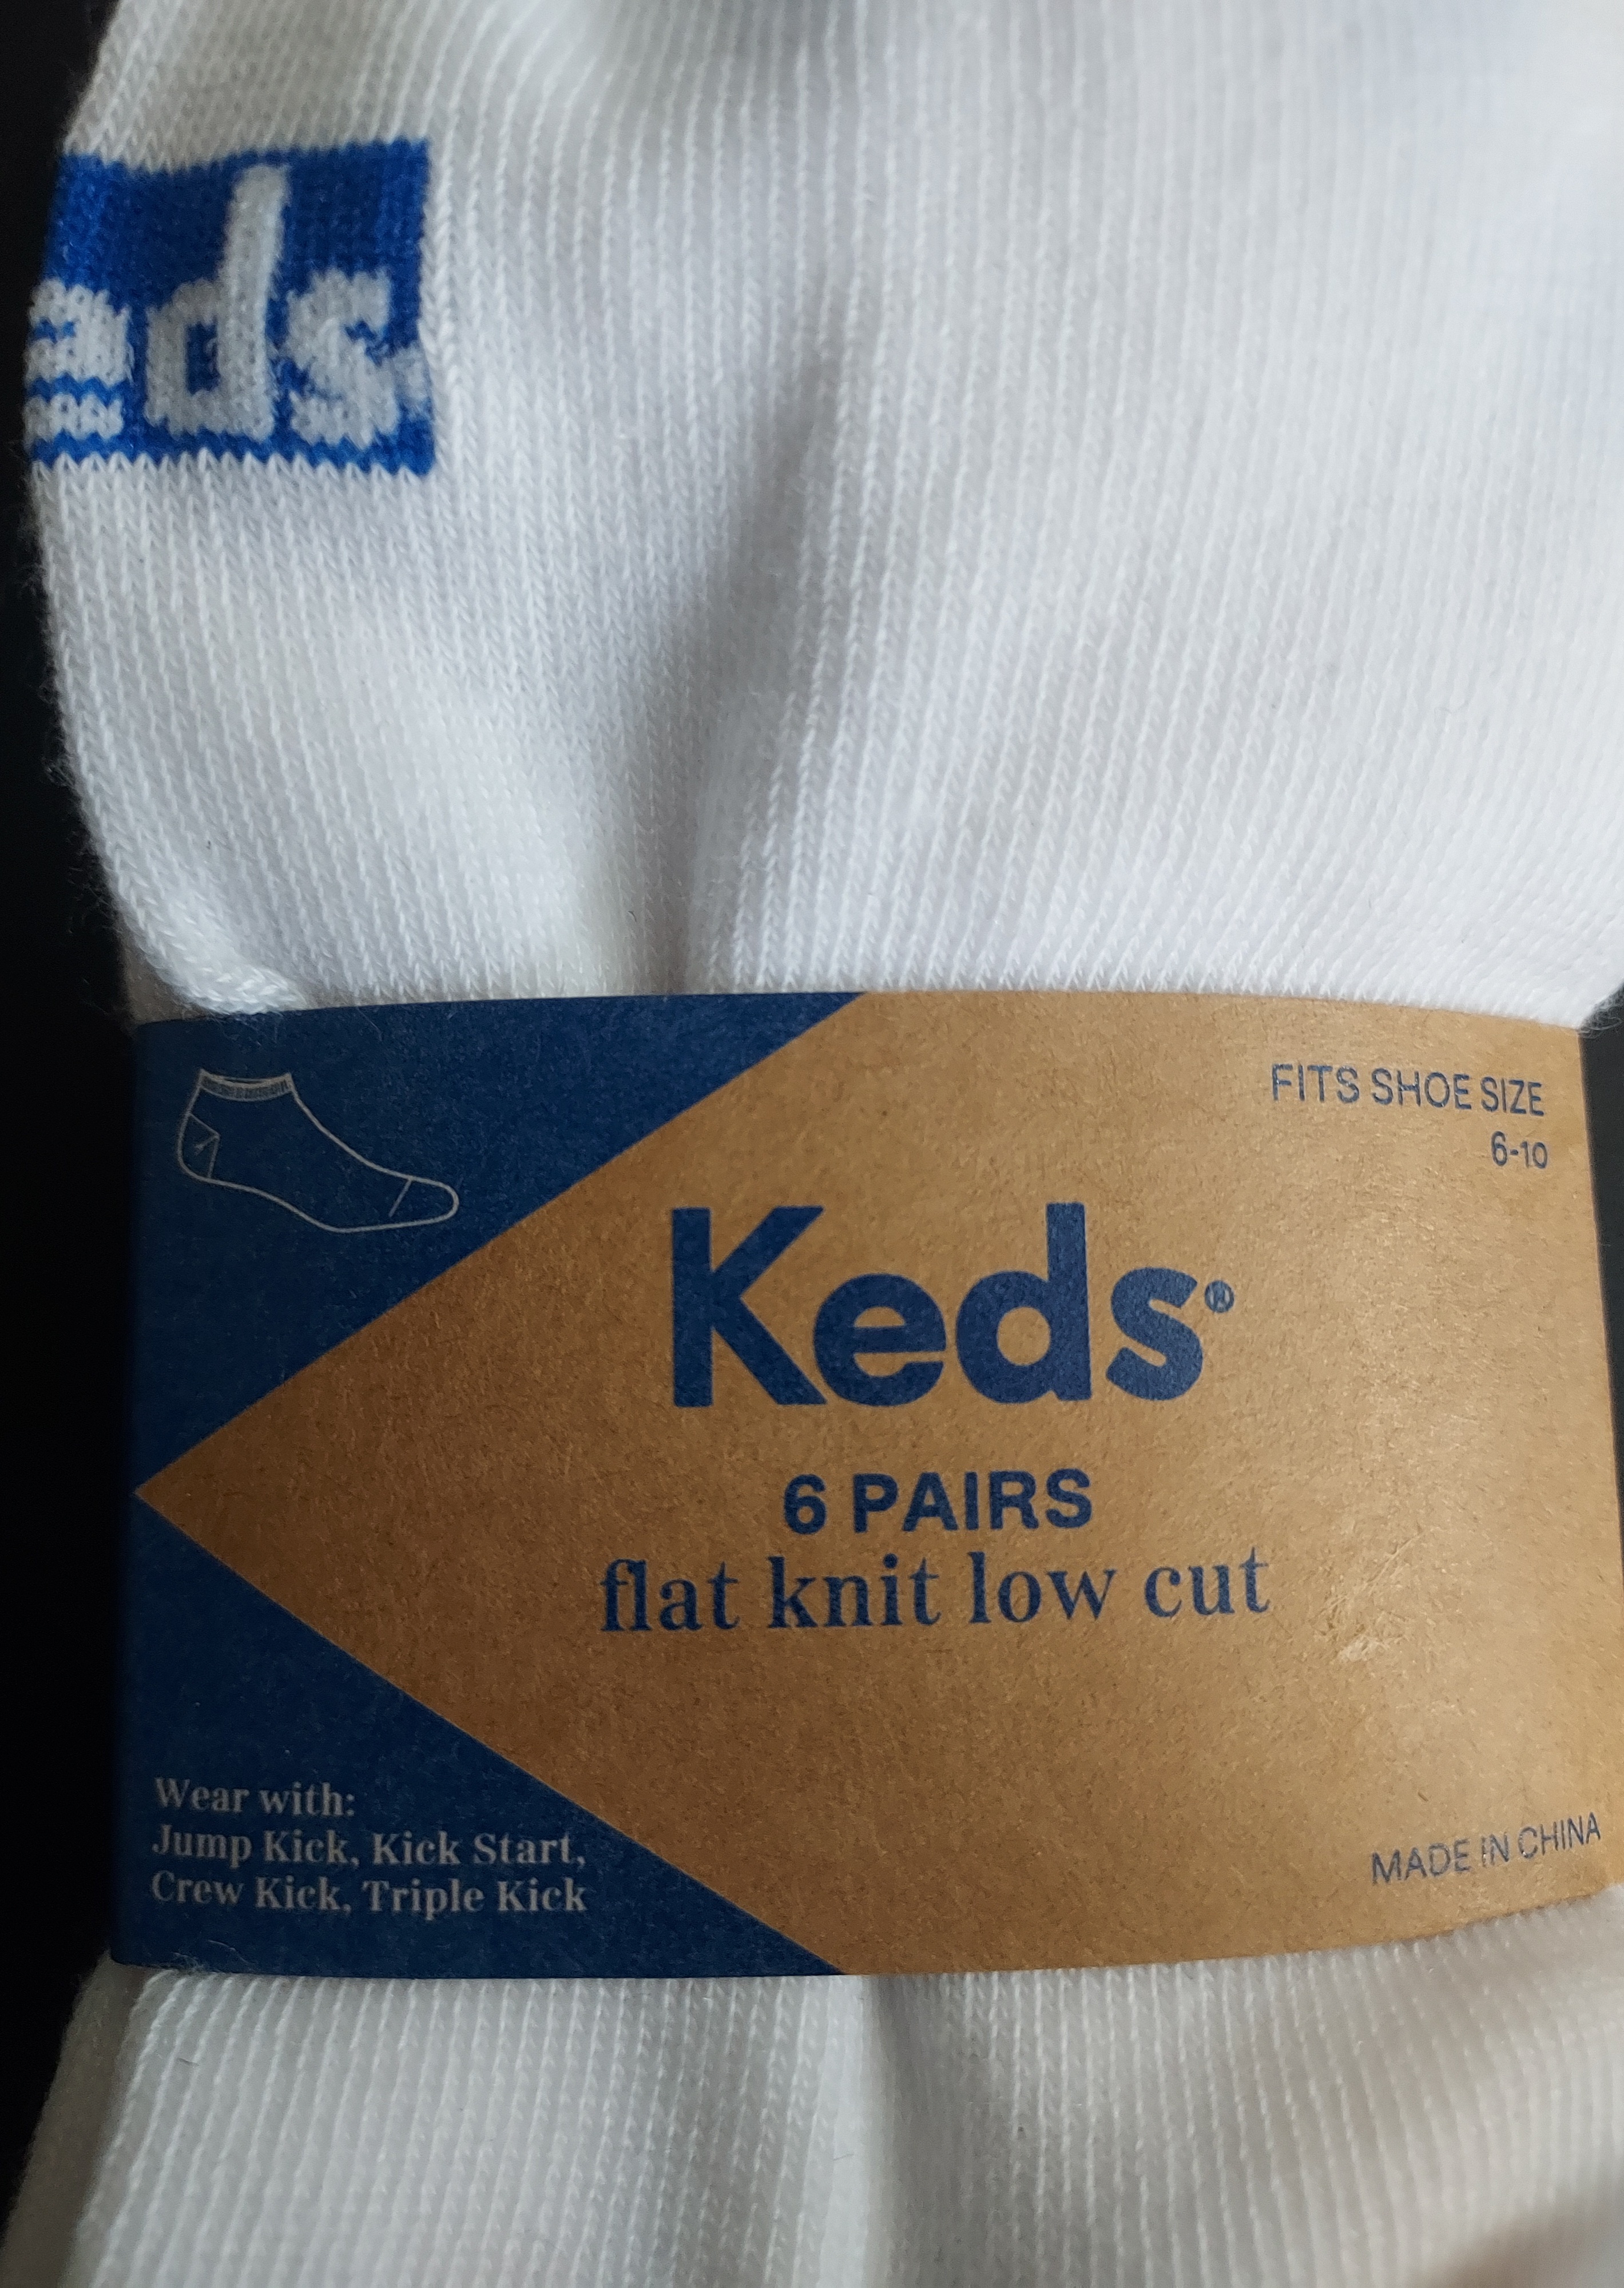 eds
FITS SHOE SIZE
6-10
Keds®
6 PAIRS
flat knit low cut
Wear with:
Jump Kick, Kick Start,
Crew Kick, Triple Kick
MADE IN CHINA